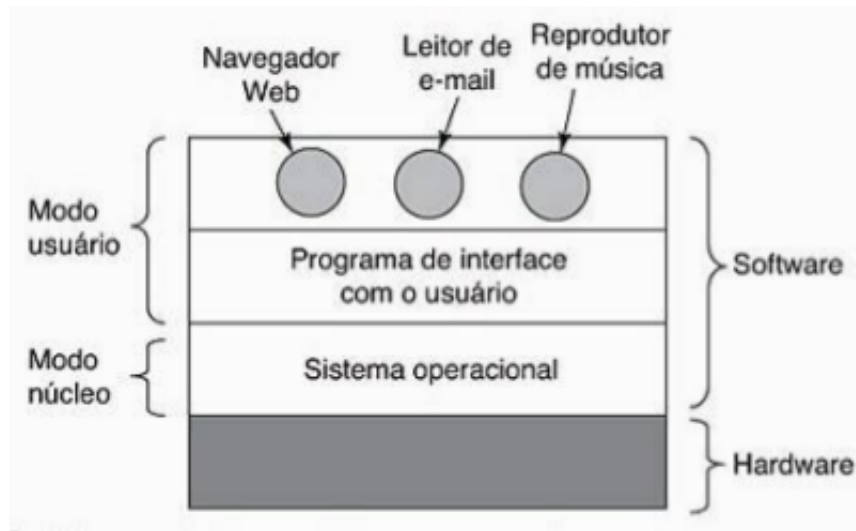 Navegador
Web
Leitor de
e-mail
Reprodutor
de música
Modo
usuário
Programa de interface
com o usuário
Software
Modo
núcleo
Sistema operacional
Hardware